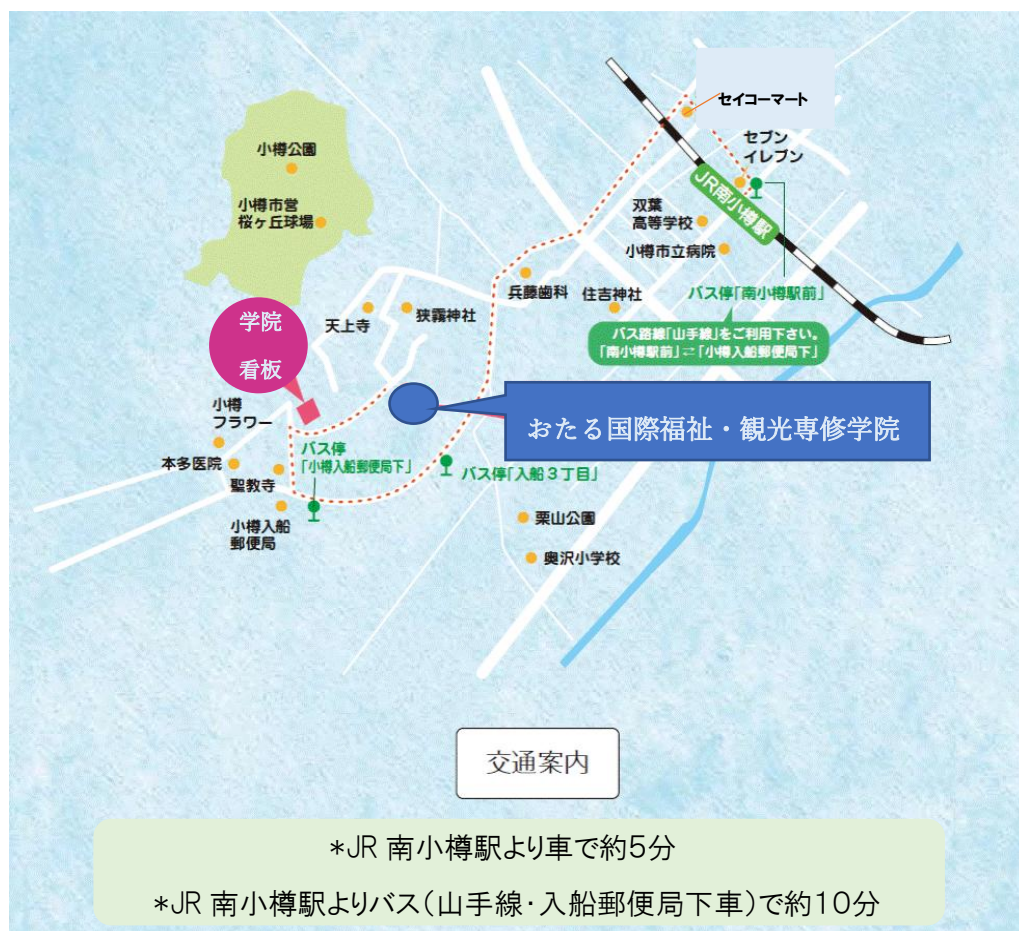 セイコーマート
セブン
イレブン
小樽公園
JR南小樽駅
小樽市営
桜ヶ丘球場
双葉
高等学校
小樽市立病院
兵藤歯科
住吉神社
バス停「南小樽駅前」
学院
看板
天上寺
狭霧神社
バス路線「山手線」をご利用下さい。
「南小樽駅前」⇄「小樽入船郵便局下」
小樽
フラワー
おたる国際福祉・観光専修学院
バス停
「小樽入船郵便局下」
本多医院
バス停「入船３丁目」
聖教寺
小樽入船
郵便局
栗山公園
奥沢小学校
交通案内
*JR 南小樽駅より車で約5分
*JR 南小樽駅よりバス(山手線・入船郵便局下車)で約10分